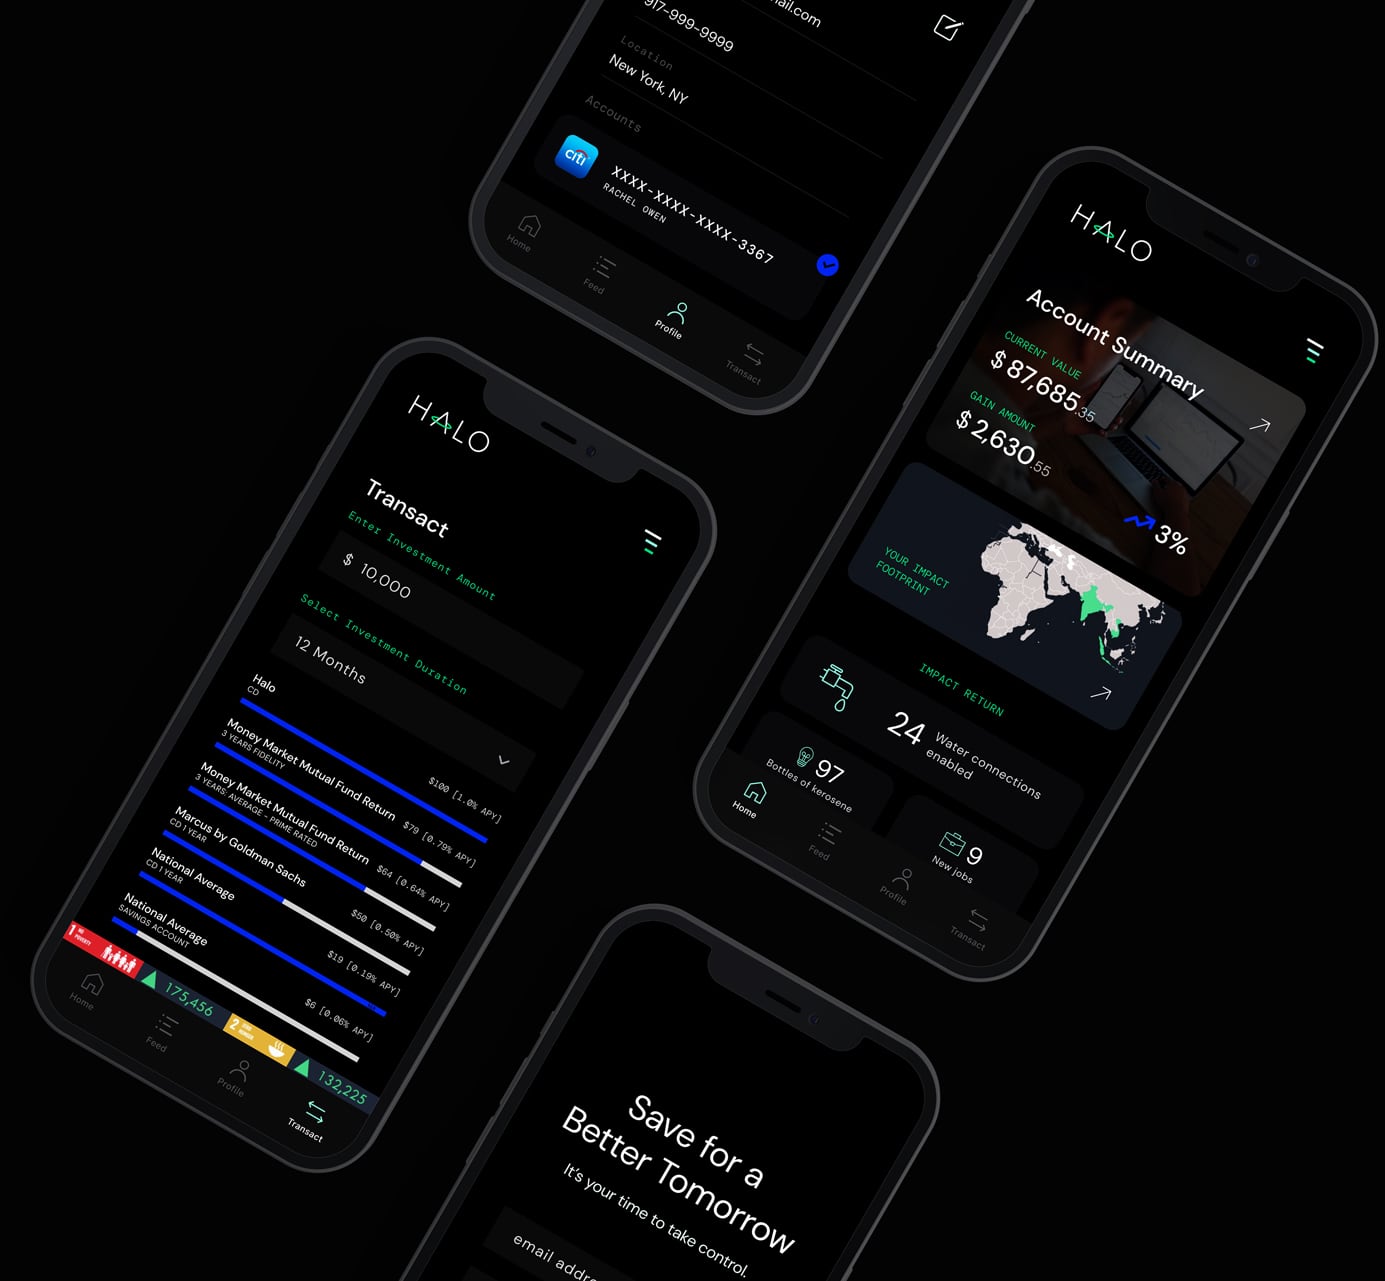 917-999-9999
Location
New York, NY
Accounts
citi
XXXX-XXXX-XXXX-3367
RACHEL OWEN
Home
Feed
Profile
Transact
HALO
Account Summary
CURRENT VALUE
$87,685.35
GAIN AMOUNT
$2,630.55
3%
YOUR IMPACT
FOOTPRINT
IMPACT RETURN
24 Water connections
enabled
97
Bottles of kerosene
9
New jobs
Home
Feed
Profile
Transact
HALO
Transact
Enter Investment Amount
$ 10,000
Select Investment Duration
12 Months
Halo
CD
$100 [1.0% APY]
Money Market Mutual Fund Return
3 YEARS FIDELITY
$79 [0.79% APY]
Money Market Mutual Fund Return
3 YEARS: AVERAGE - PRIME RATED
$64 [0.64% APY]
Marcus by Goldman Sachs
CD 1 YEAR
$50 [0.50% APY]
National Average
CD 1 YEAR
$19 [0.19% APY]
National Average
SAVINGS ACCOUNT
$6 [0.06% APY]
1 NO
POVERTY
175,456
2 ZERO
HUNGER
132,225
Home
Feed
Profile
Transact
Save for a
Better Tomorrow
It's your time to take control.
email